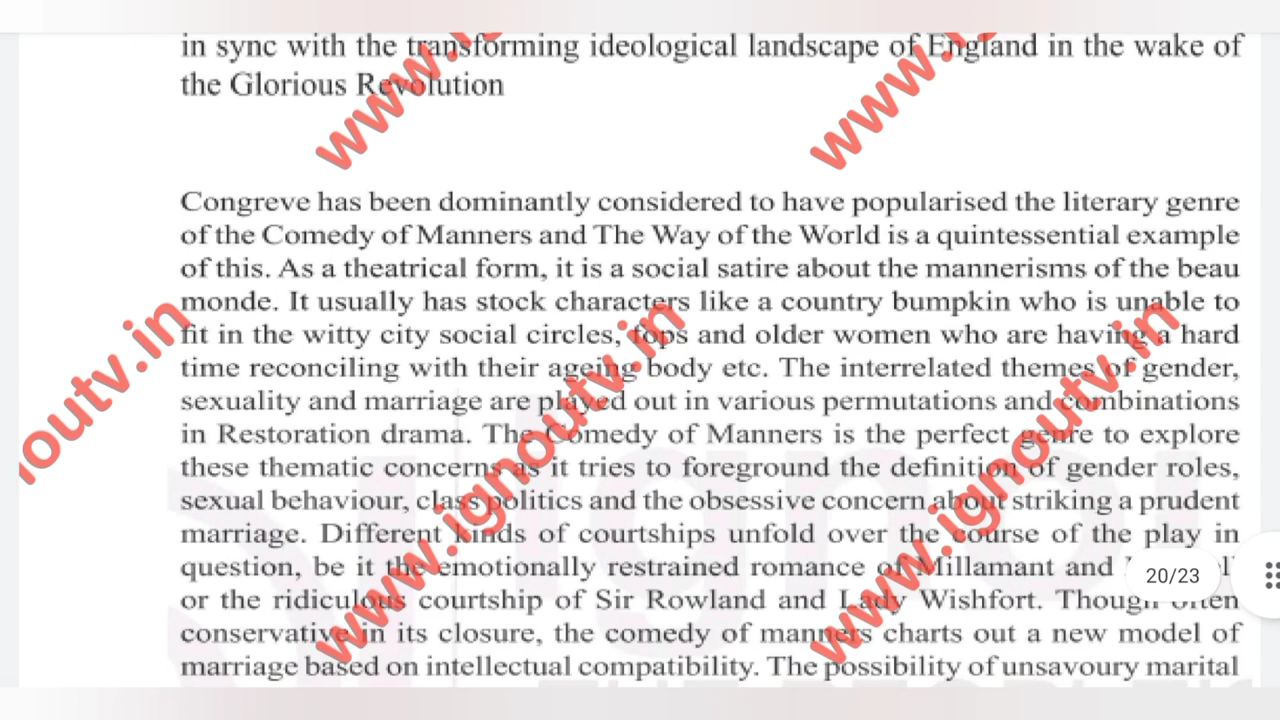 in sync with the transforming ideological landscape of England in the wake of
the Glorious Revolution
Congreve has been dominantly considered to have popularised the literary genre
of the Comedy of Manners and The Way of the World is a quintessential example
of this. As a theatrical form, it is a social satire about the mannerisms of the beau
monde. It usually has stock characters like a country bumpkin who is unable to
fit in the witty city social circles, fops and older women who are having a hard
time reconciling with their ageing body etc. The interrelated themes of gender,
sexuality and marriage are played out in various permutations and combinations
in Restoration drama. The Comedy of Manners is the perfect genre to explore
these thematic concerns as it tries to foreground the definition of gender roles,
sexual behaviour, class politics and the obsessive concern about striking a prudent
marriage. Different kinds of courtships unfold over the course of the play in
question, be it the emotionally restrained romance of Millamant and
20/23
or the ridiculous courtship of Sir Rowland and Lady Wishfort. Though often
conservative in its closure, the comedy of manners charts out a new model of
marriage based on intellectual compatibility. The possibility of unsavoury marital
www.ignoutv.in
www.ignoutv.in